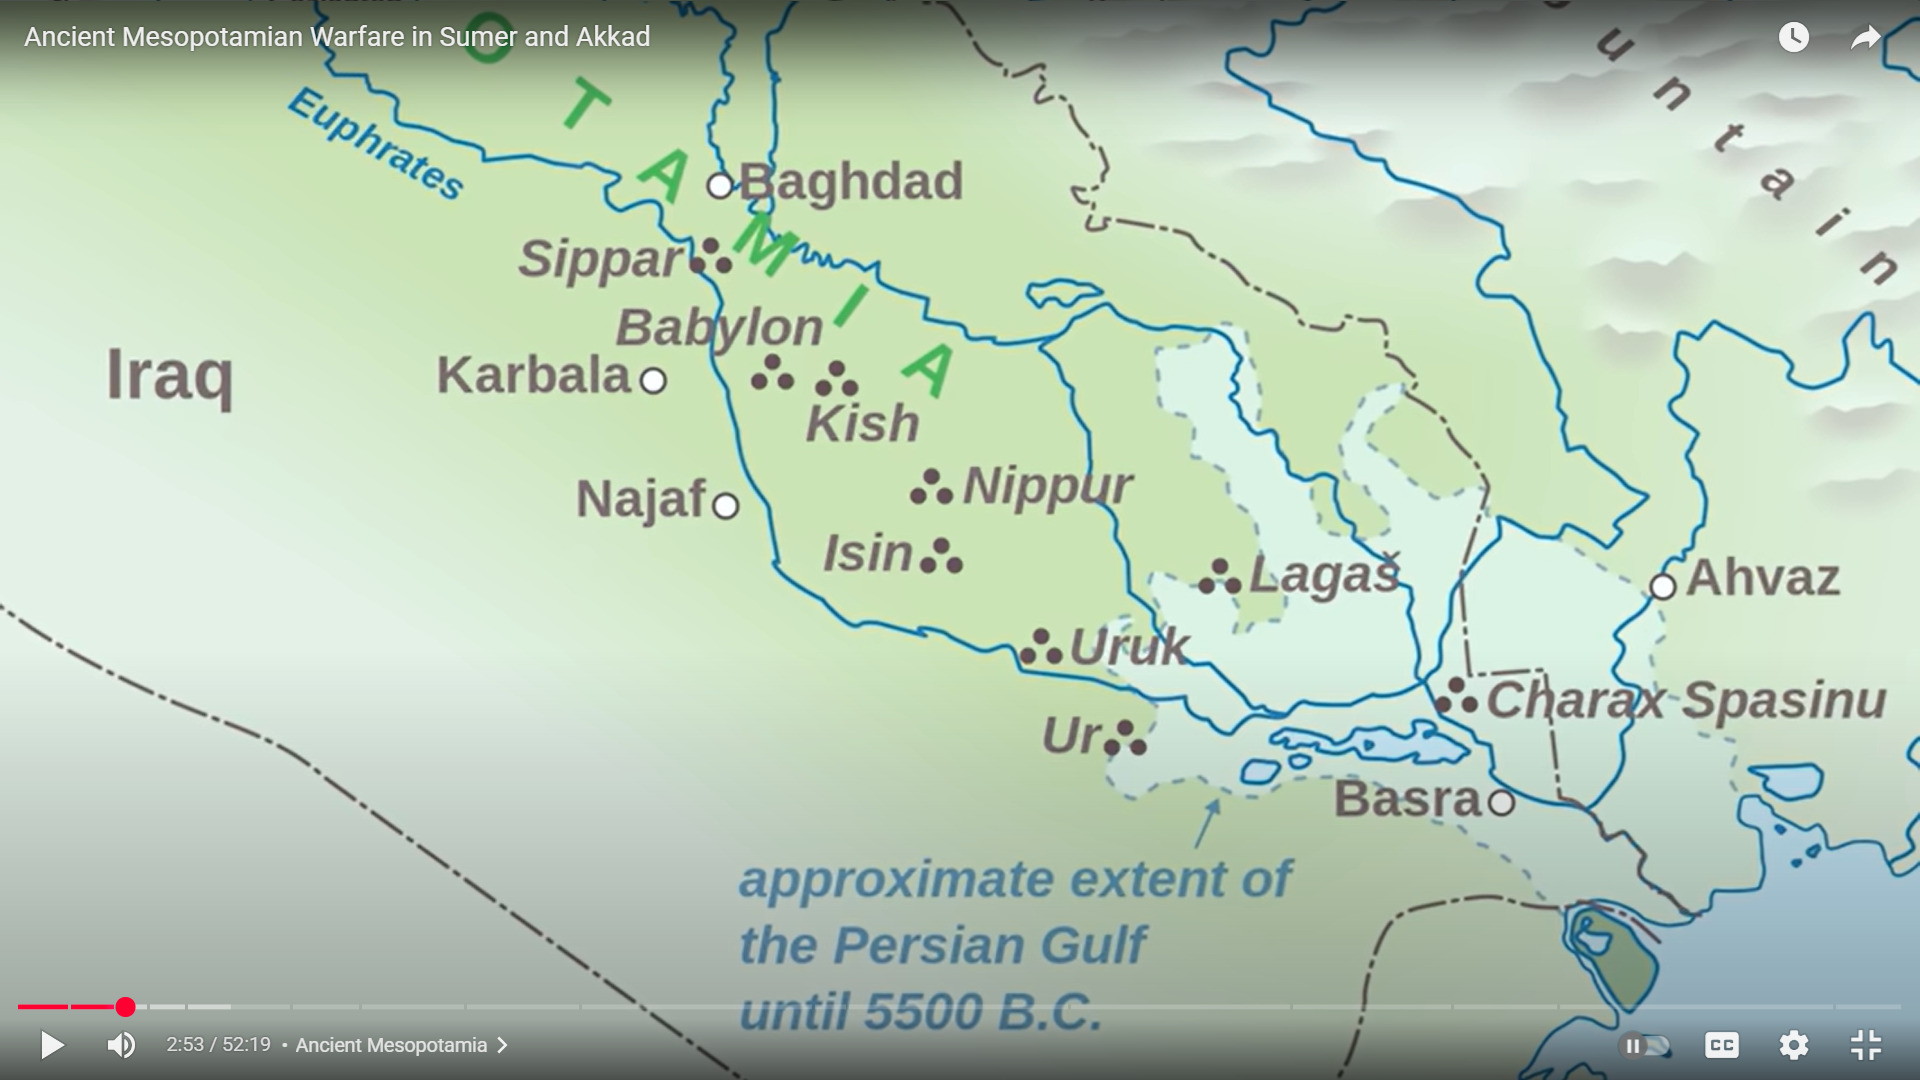 Ancient Mesopotamian Warfare in Sumer and Akkad
O T A M I A
u n t a i n
Euphrates
Baghdad
Sippar
Babylon
Iraq
Karbala
Kish
Najaf
Nippur
Isin
Lagaš
Ahvaz
Uruk
Charax Spasinu
Ur
Basra
approximate extent of
the Persian Gulf
until 5500 B.C.
2:53 / 52:19 • Ancient Mesopotamia >
CC